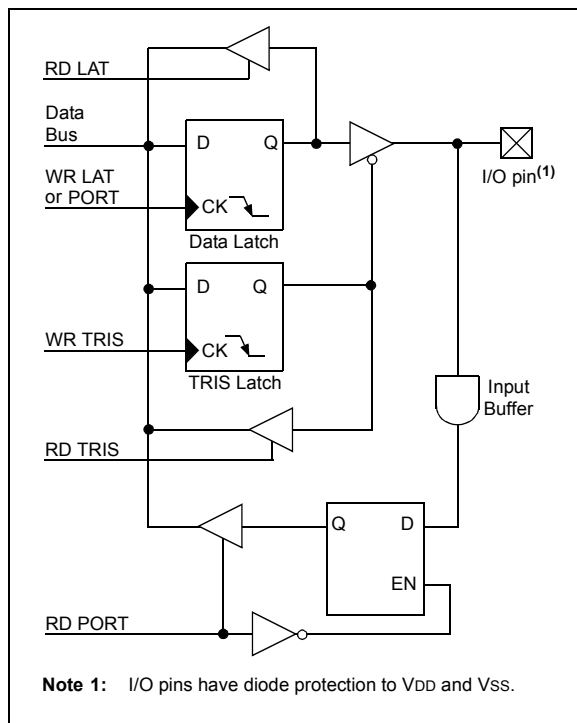 RD LAT
Data
Bus
D Q
WR LAT
or PORT
CK
Data Latch
I/O pin(1)
D Q
WR TRIS
CK
TRIS Latch
Input
Buffer
RD TRIS
Q D
EN
RD PORT
Note 1: I/O pins have diode protection to VDD and VSS.